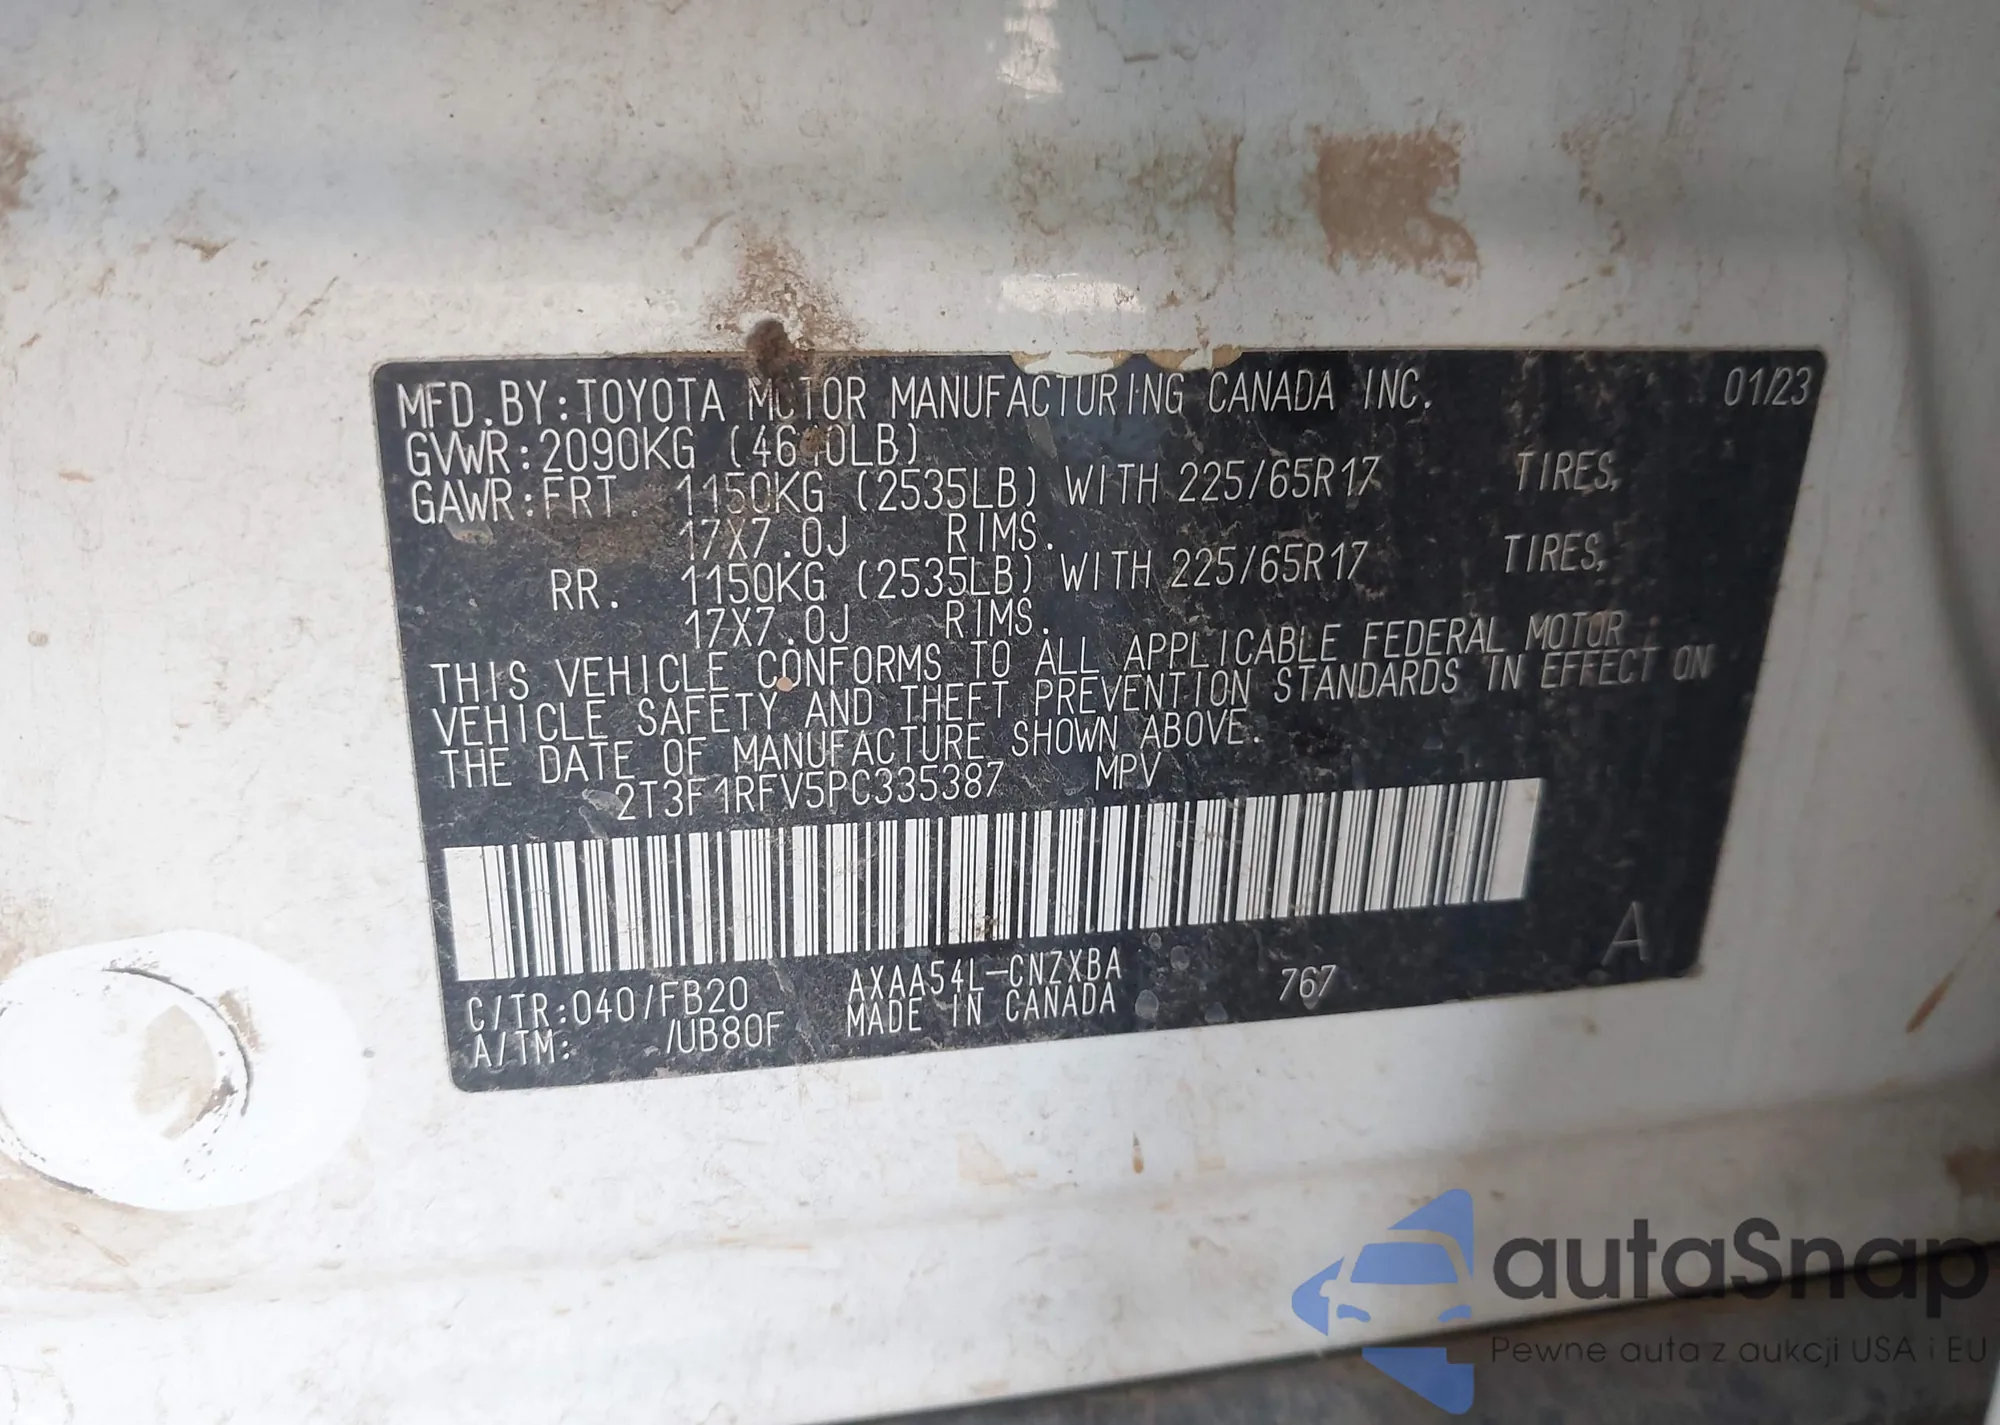 MFD. BY: TOYOTA MOTOR MANUFACTURING CANADA INC. 01/23
GVWR: 2090KG (4610LB)
GAWR: FRT. 1150KG (2535LB) WITH 225/65R17 TIRES,
17X7.0J RIMS.
RR. 1150KG (2535LB) WITH 225/65R17 TIRES,
17X7.0J RIMS.
THIS VEHICLE CONFORMS TO ALL APPLICABLE FEDERAL MOTOR
VEHICLE SAFETY AND THEFT PREVENTION STANDARDS IN EFFECT ON
THE DATE OF MANUFACTURE SHOWN ABOVE.
2T3F1RFV5PC335387 MPV
A
C/TR: 040/FB20 AXAA54L-CNZXBA 767
A/TM: /UB80F MADE IN CANADA
autaSnap
Pewne auta z aukcji USA i EU